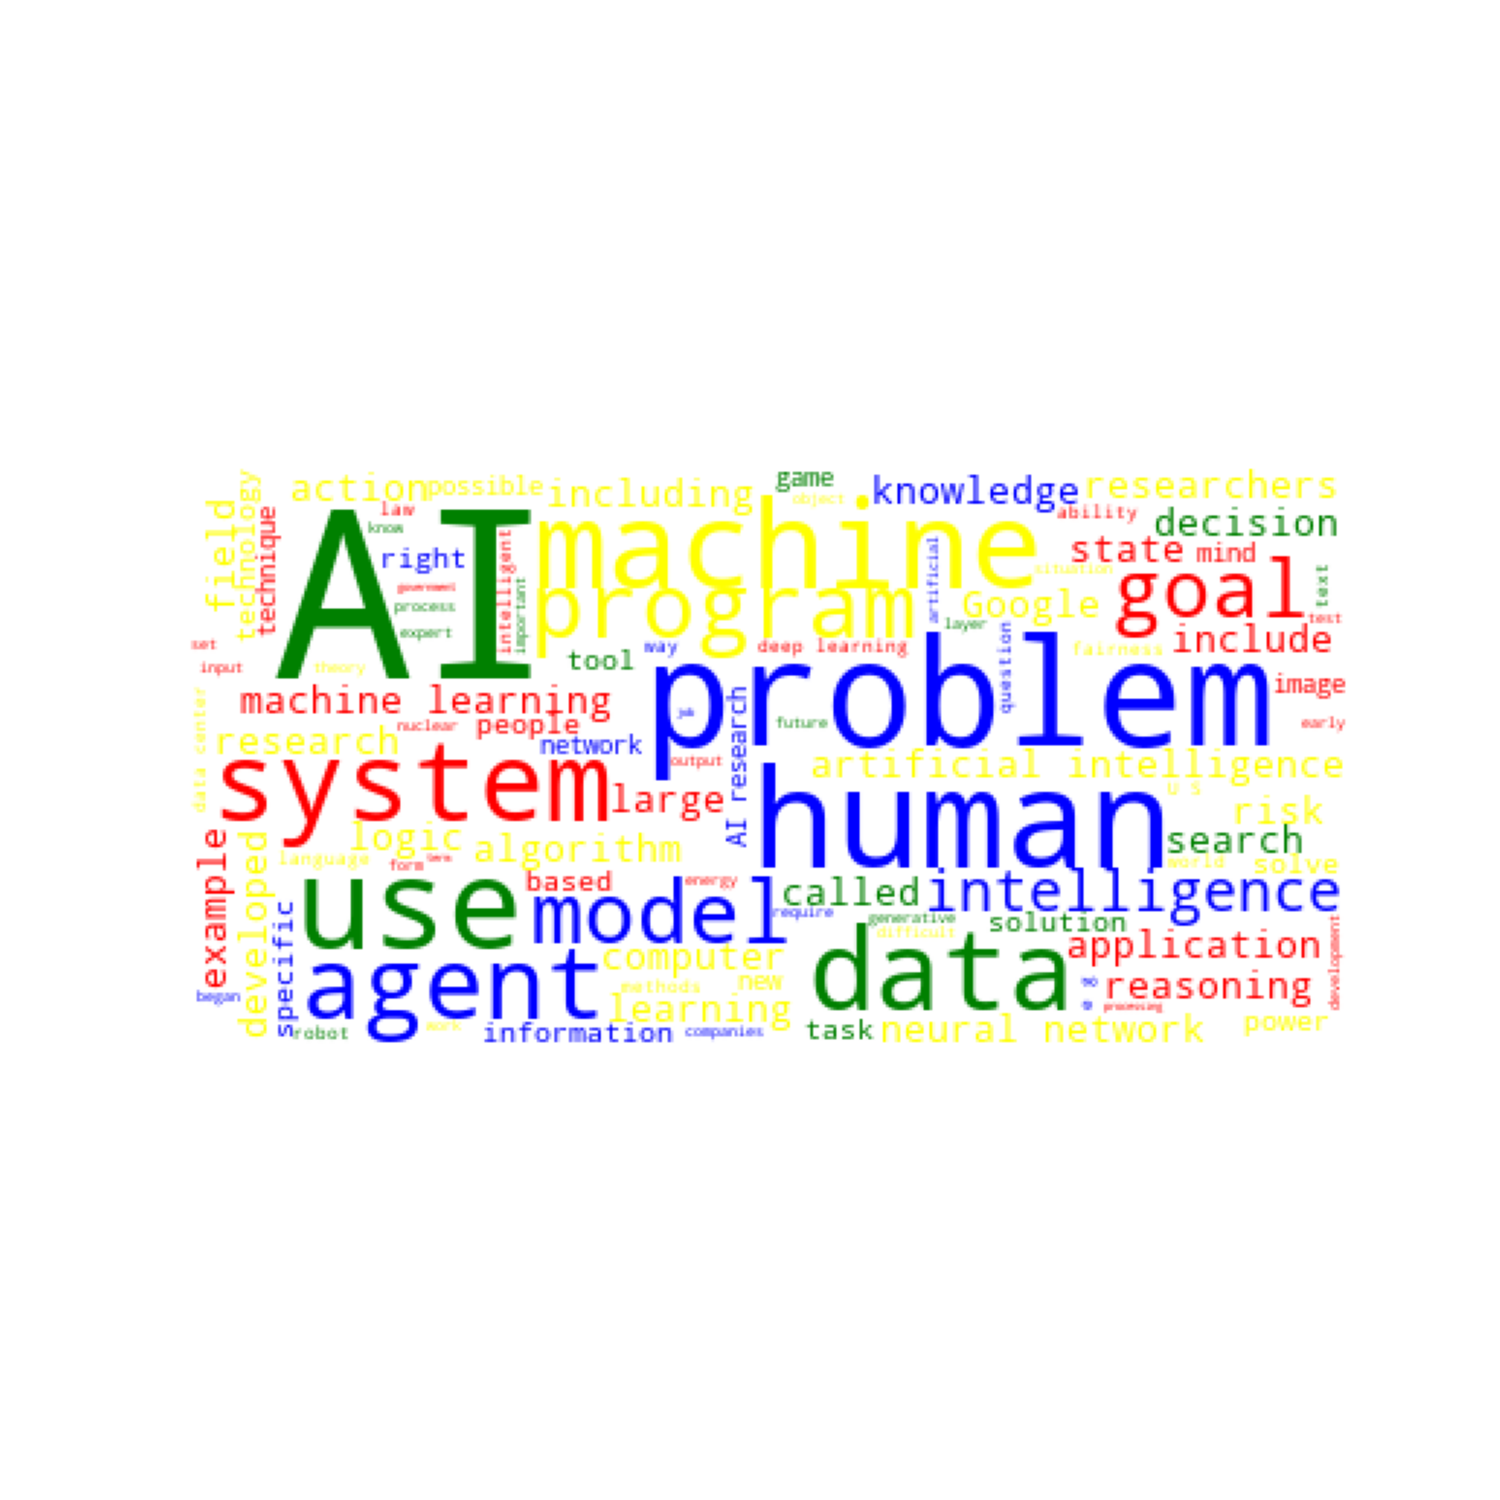 action
possible
including
game
object
knowledge
researchers
field
technology
technique
law
know
AI
machine
ability
decision
right
intelligent
important
artificial
situation
state
mind
government
process
expert
program
Google
goal
text
test
layer
include
set
input
theory
tool
way
deep learning
question
fairness
problem
image
machine learning
nuclear
people
job
AI research
future
early
data center
research
network
output
artificial intelligence
U S
system
large
human
risk
example
developed
logic
algorithm
search
language
form
term
world
solve
use
based
energy
model
called
intelligence
require
generative
difficult
solution
specific
agent
computer
data
application
development
began
methods
new
reasoning
processing
learning
robot
work
information
companies
task
neural network
power